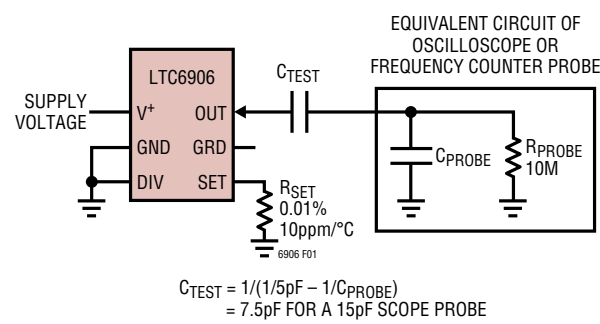 EQUIVALENT CIRCUIT OF
OSCILLOSCOPE OR
FREQUENCY COUNTER PROBE
LTC6906
CTEST
SUPPLY
VOLTAGE
V+
OUT
GND
GRD
DIV
SET
CPROBE
RPROBE
10M
RSET
0.01%
10ppm/°C
6906 F01
CTEST = 1/(1/5pF – 1/CPROBE)
= 7.5pF FOR A 15pF SCOPE PROBE